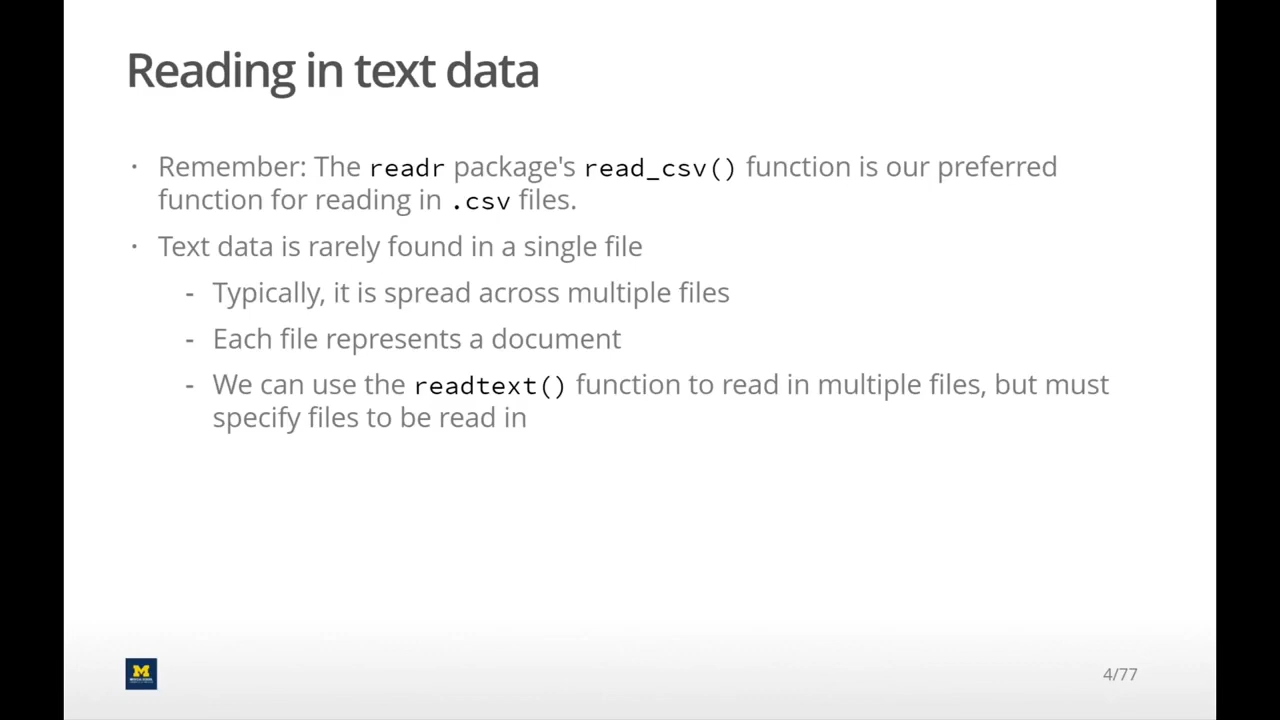 Reading in text data
· Remember: The readr package's read_csv() function is our preferred
function for reading in .csv files.
· Text data is rarely found in a single file
- Typically, it is spread across multiple files
- Each file represents a document
- We can use the readtext() function to read in multiple files, but must
specify files to be read in
M
4/77